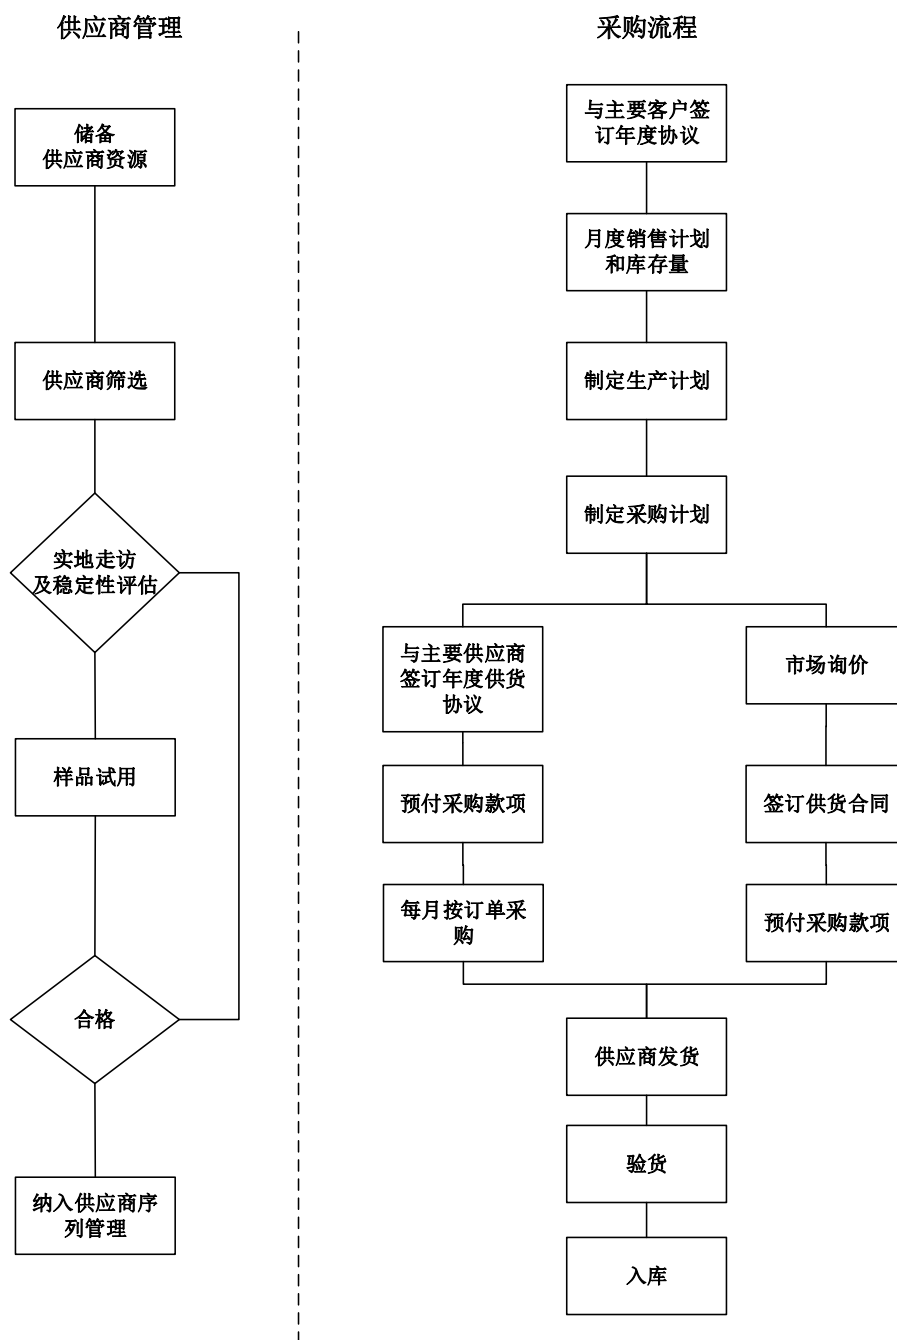 供应商管理
储备
供应商资源
供应商筛选
实地走访
及稳定性评估
样品试用
合格
纳入供应商序
列管理
采购流程
与主要客户签
订年度协议
月度销售计划
和库存量
制定生产计划
制定采购计划
与主要供应商
签订年度供货
协议
预付采购款项
每月按订单采
购
市场询价
签订供货合同
预付采购款项
供应商发货
验货
入库